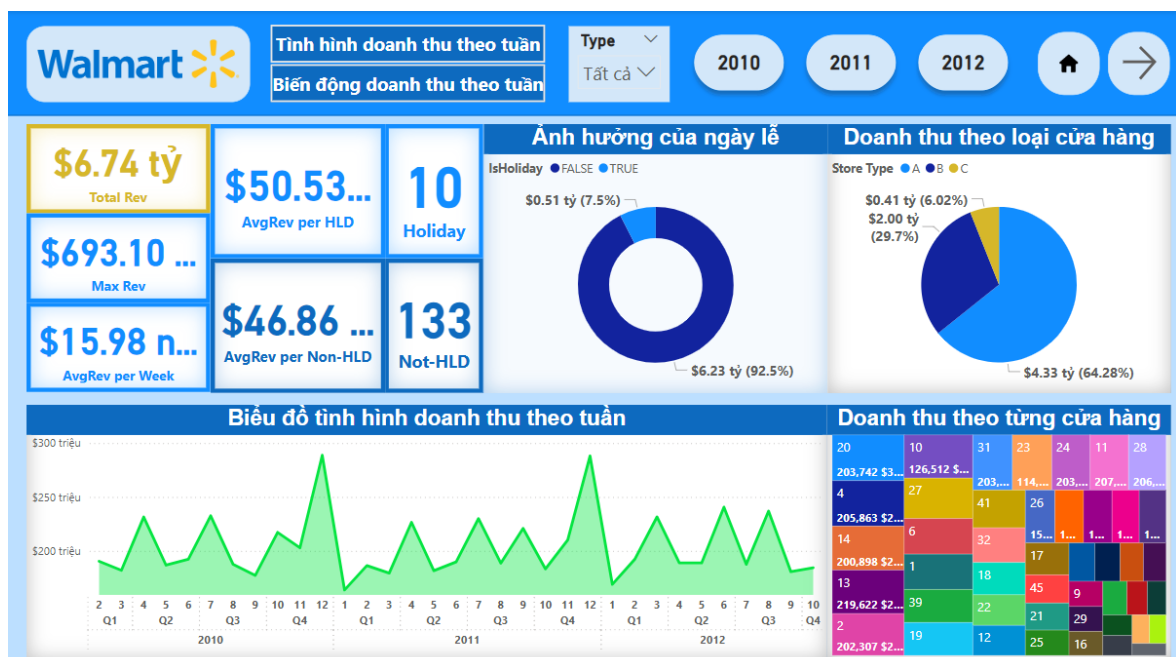 Walmart
Tình hình doanh thu theo tuần
Biến động doanh thu theo tuần
Type
Tất cả
2010
2011
2012
$6.74 tỷ
Total Rev
$693.10 ...
Max Rev
$15.98 n...
AvgRev per Week
$50.53...
AvgRev per HLD
$46.86 ...
AvgRev per Non-HLD
10
Holiday
133
Not-HLD
Ảnh hưởng của ngày lễ
IsHoliday FALSE TRUE
$0.51 tỷ (7.5%)
$6.23 tỷ (92.5%)
Doanh thu theo loại cửa hàng
Store Type A B C
$0.41 tỷ (6.02%)
$2.00 tỷ
(29.7%)
$4.33 tỷ (64.28%)
Biểu đồ tình hình doanh thu theo tuần
$300 triệu
$250 triệu
$200 triệu
2 3 4 5 6 7 8 9 10 11 12 1 2 3 4 5 6 7 8 9 10 11 12 1 2 3 4 5 6 7 8 9 10
Q1 Q2 Q3 Q4 Q1 Q2 Q3 Q4 Q1 Q2 Q3 Q4
2010 2011 2012
Doanh thu theo từng cửa hàng
20
203,742 $3...
4
205,863 $2...
14
200,898 $2...
13
219,622 $2...
2
202,307 $2...
10
126,512 $...
27
6
1
39
19
31
203,...
23
114,...
24
203,...
11
207,...
28
206,...
41
32
18
22
12
26
15...
1...
1...
1...
1...
17
45
21
25
9
29
16